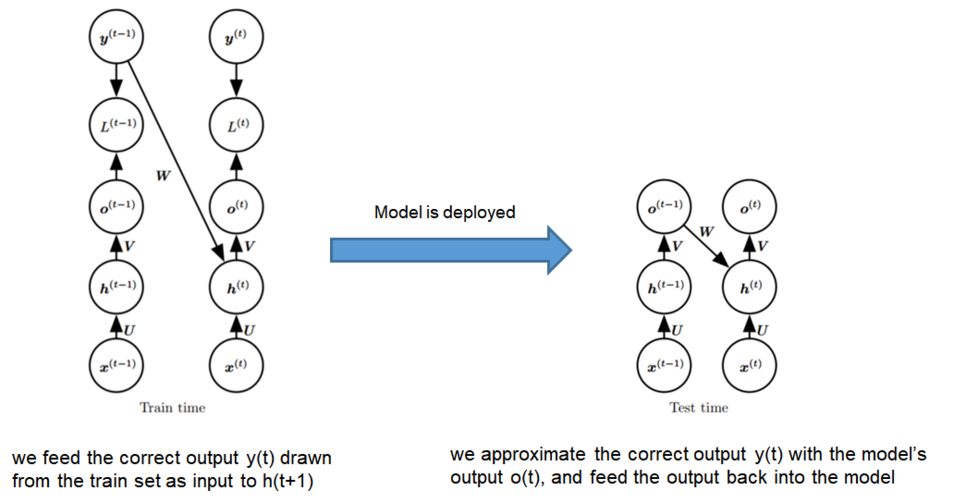 y^(t−1) y^(t)
L^(t−1) L^(t)
W
o^(t−1) o^(t)
V V
h^(t−1) h^(t)
U U
x^(t−1) x^(t)
Train time
Model is deployed
o^(t−1) o^(t)
W
V V
h^(t−1) h^(t)
U U
x^(t−1) x^(t)
Test time
we feed the correct output y(t) drawn
from the train set as input to h(t+1)
we approximate the correct output y(t) with the model's
output o(t), and feed the output back into the model